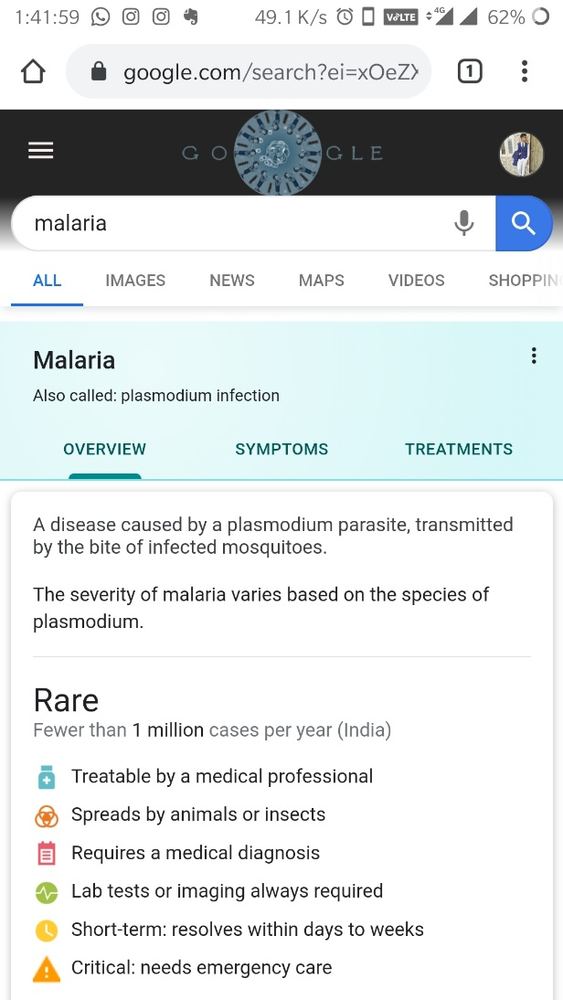 1:41:59 49.1 K/s VoLTE 4G 62%
google.com/search?ei=xOeZX 1
GO GLE
malaria
ALL IMAGES NEWS MAPS VIDEOS SHOPPIN
Malaria
Also called: plasmodium infection
OVERVIEW SYMPTOMS TREATMENTS
A disease caused by a plasmodium parasite, transmitted
by the bite of infected mosquitoes.
The severity of malaria varies based on the species of
plasmodium.
Rare
Fewer than 1 million cases per year (India)
Treatable by a medical professional
Spreads by animals or insects
Requires a medical diagnosis
Lab tests or imaging always required
Short-term: resolves within days to weeks
Critical: needs emergency care